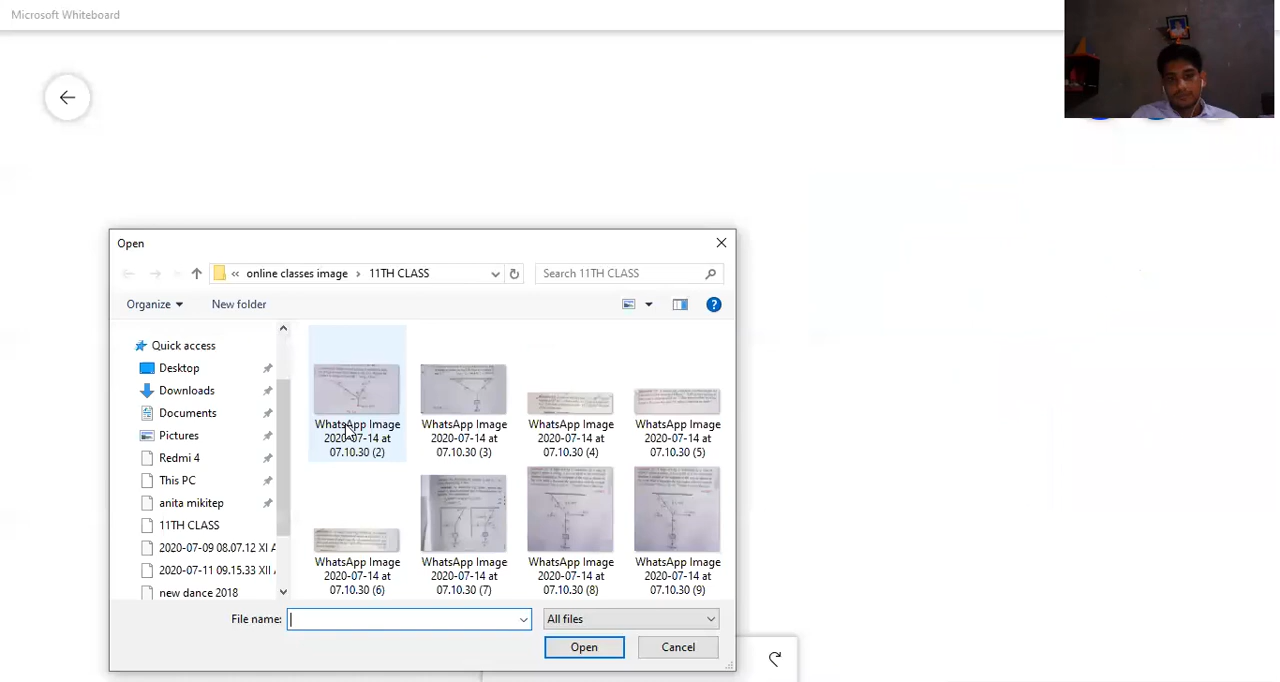 Microsoft Whiteboard
Open
« online classes image › 11TH CLASS
Search 11TH CLASS
Organize
New folder
Quick access
Desktop
Downloads
Documents
Pictures
Redmi 4
This PC
anita mikitep
11TH CLASS
2020-07-09 08.07.12 XI A
2020-07-11 09.15.33 XII
new dance 2018
WhatsApp Image
2020-07-14 at
07.10.30 (2)
WhatsApp Image
2020-07-14 at
07.10.30 (3)
WhatsApp Image
2020-07-14 at
07.10.30 (4)
WhatsApp Image
2020-07-14 at
07.10.30 (5)
WhatsApp Image
2020-07-14 at
07.10.30 (6)
WhatsApp Image
2020-07-14 at
07.10.30 (7)
WhatsApp Image
2020-07-14 at
07.10.30 (8)
WhatsApp Image
2020-07-14 at
07.10.30 (9)
File name:
All files
Open
Cancel